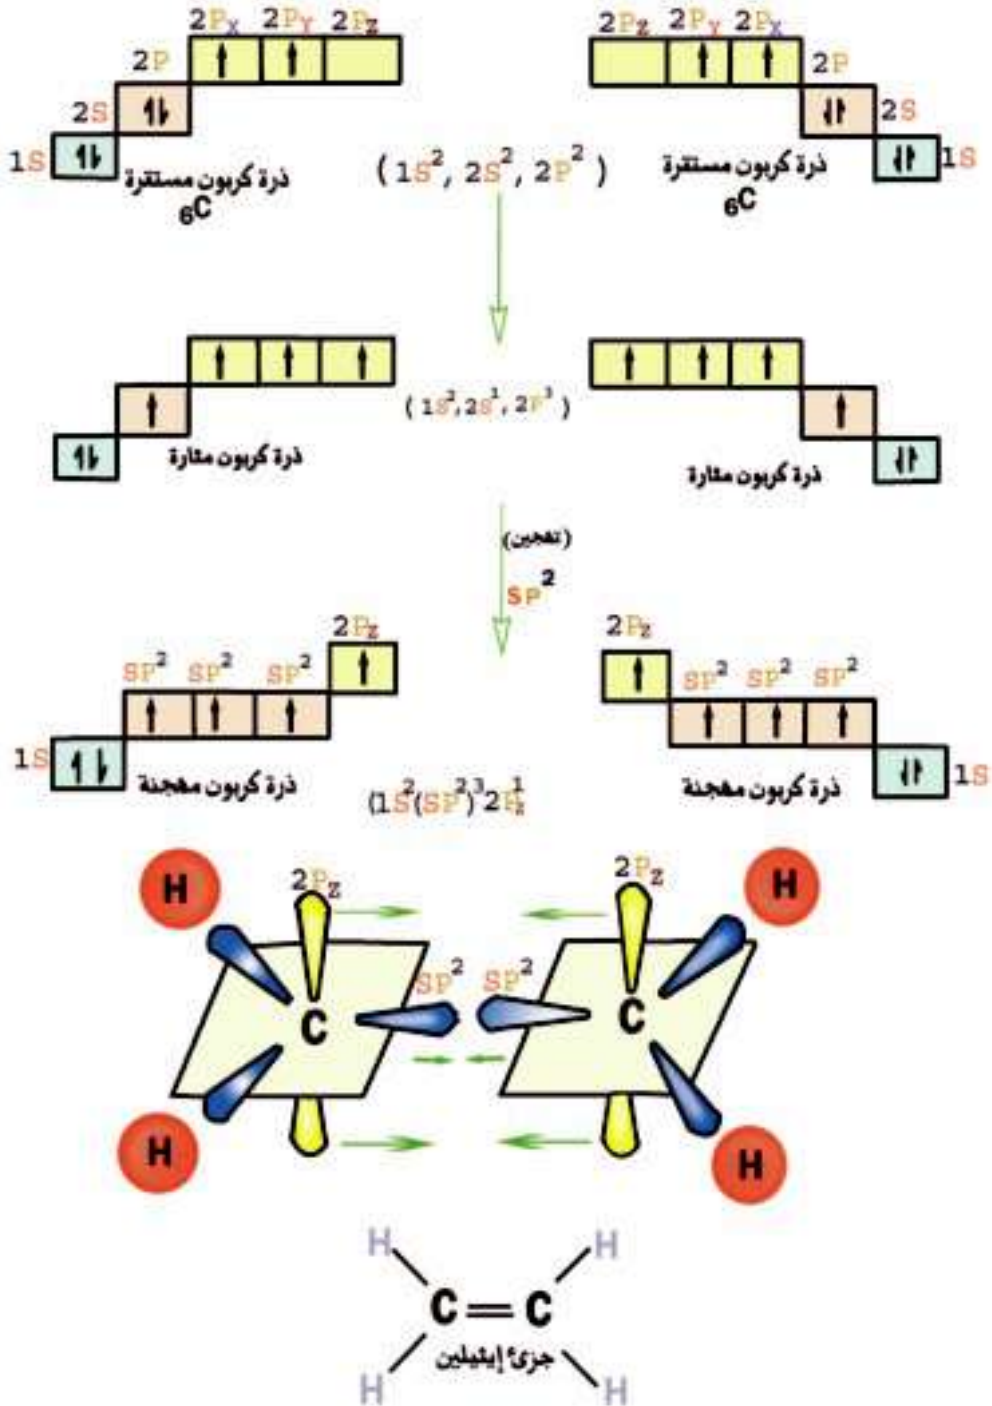 2Px 2PY 2PZ
2PZ 2PY 2Px
2P
2P
2S
2S
1S
1S
(1S², 2S², 2P²)
ذرة كربون مستقرة
₆C
ذرة كربون مستقرة
₆C
(1S², 2S¹, 2P³)
ذرة كربون مثارة
ذرة كربون مثارة
(تهجين)
SP²
2PZ
2PZ
SP² SP² SP²
SP² SP² SP²
1S
1S
ذرة كربون مهجنة
ذرة كربون مهجنة
(1S²(SP²)³2Pz¹
H
2PZ
2PZ
H
SP² SP²
C
C
H
H
H H
C=C
جزئ إيثيلين
H H